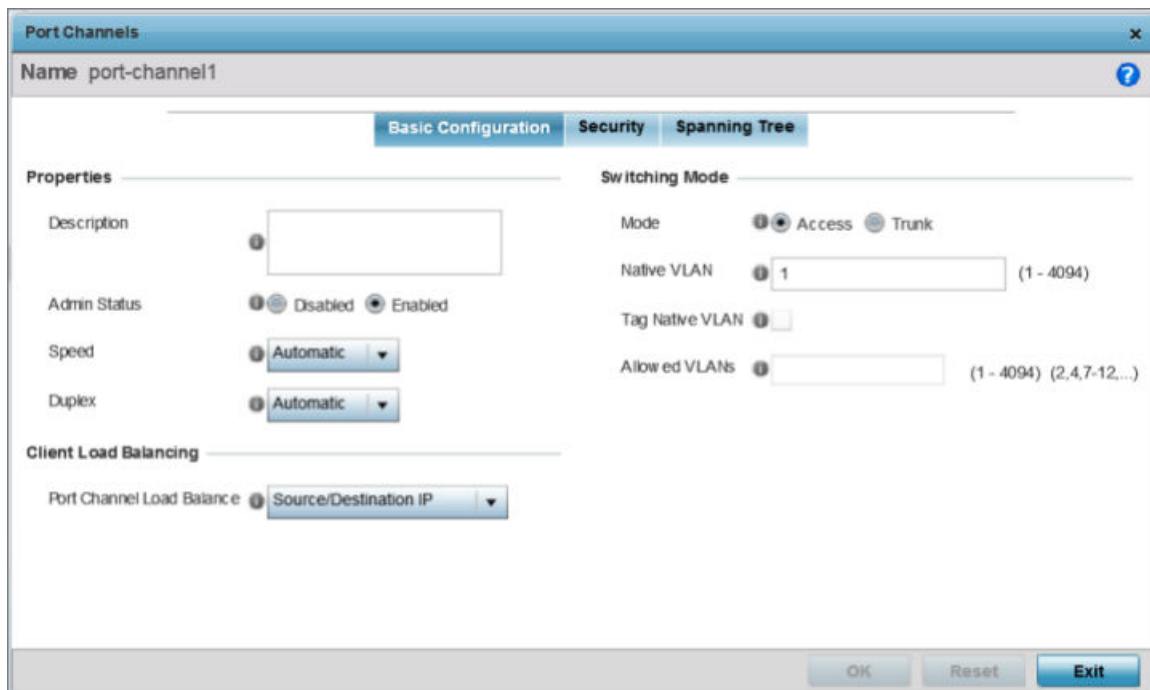 Port Channels
×
Name port-channel1
?
Basic Configuration
Security
Spanning Tree
Properties
Description
Admin Status
Disabled
Enabled
Speed
Automatic
Duplex
Automatic
Client Load Balancing
Port Channel Load Balance
Source/Destination IP
Switching Mode
Mode
Access
Trunk
Native VLAN
1
(1 - 4094)
Tag Native VLAN
Allowed VLANs
(1 - 4094) (2,4,7-12,...)
OK
Reset
Exit